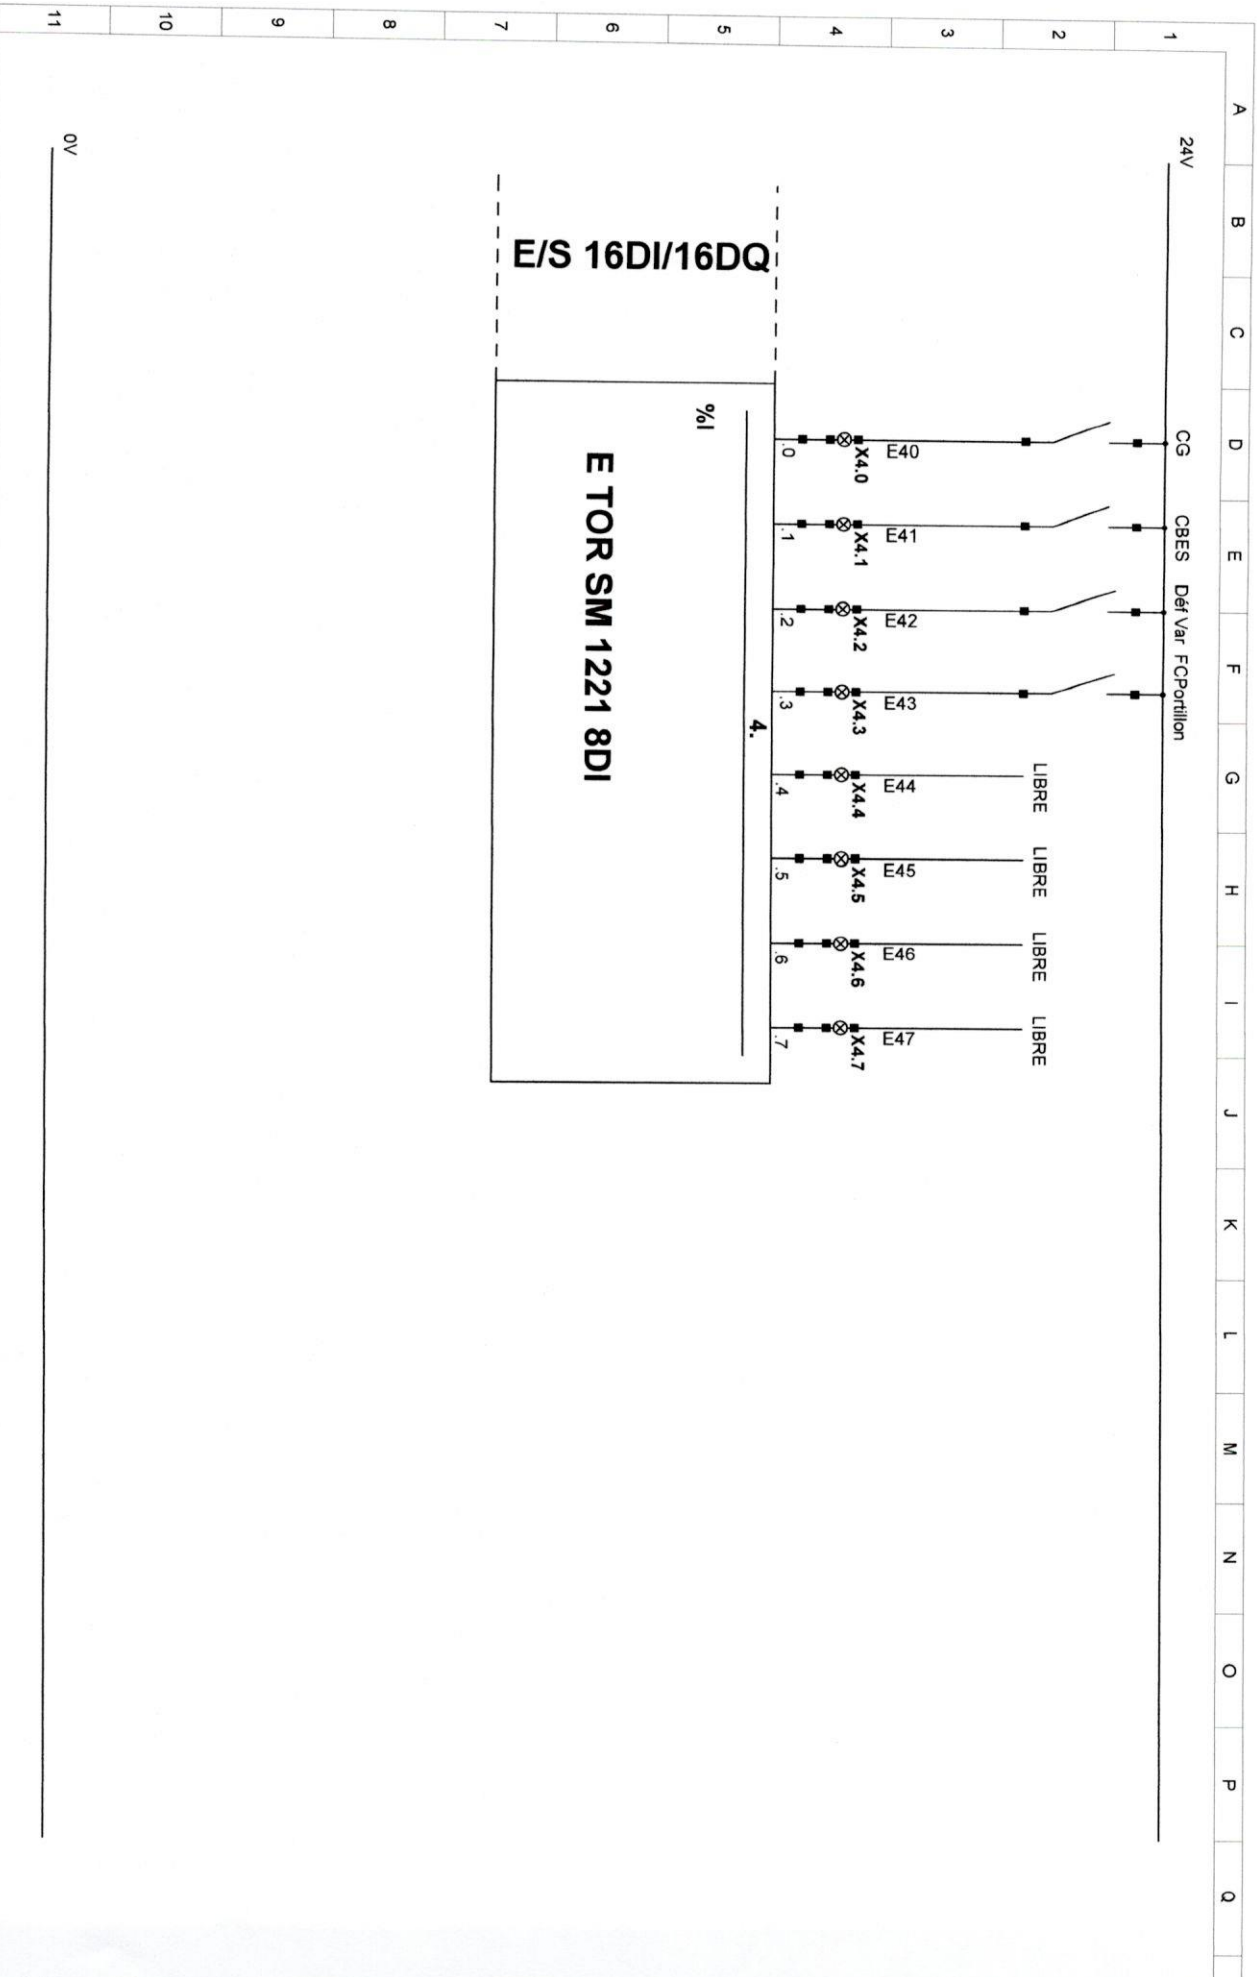 A B C D E F G H I J K L M N O P Q
1
2
3
4
5
6
7
8
9
10
11
24V
CG CBES Déf Var FCPortillon
LIBRE LIBRE LIBRE LIBRE
E40 E41 E42 E43 E44 E45 E46 E47
X4.0 X4.1 X4.2 X4.3 X4.4 X4.5 X4.6 X4.7
.0 .1 .2 .3 .4 .5 .6 .7
4.
%I
E/S 16DI/16DQ
E TOR SM 1221 8DI
0V